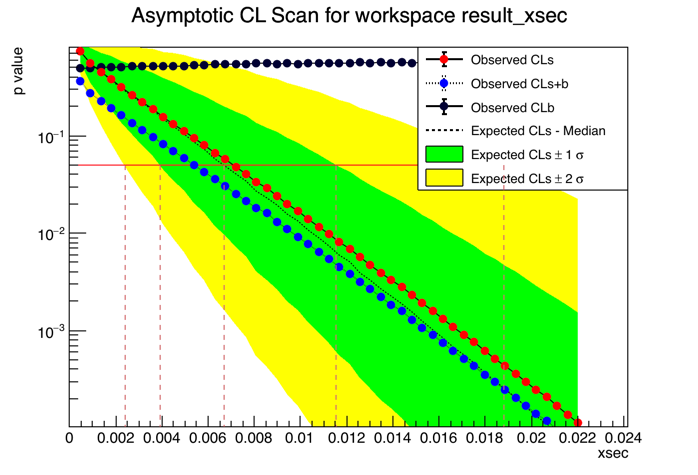 Asymptotic CL Scan for workspace result_xsec
p value
Observed CLs
Observed CLs+b
Observed CLb
Expected CLs - Median
Expected CLs ± 1 σ
Expected CLs ± 2 σ
10⁻¹
10⁻²
10⁻³
0 0.002 0.004 0.006 0.008 0.01 0.012 0.014 0.016 0.018 0.02 0.022 0.024
xsec